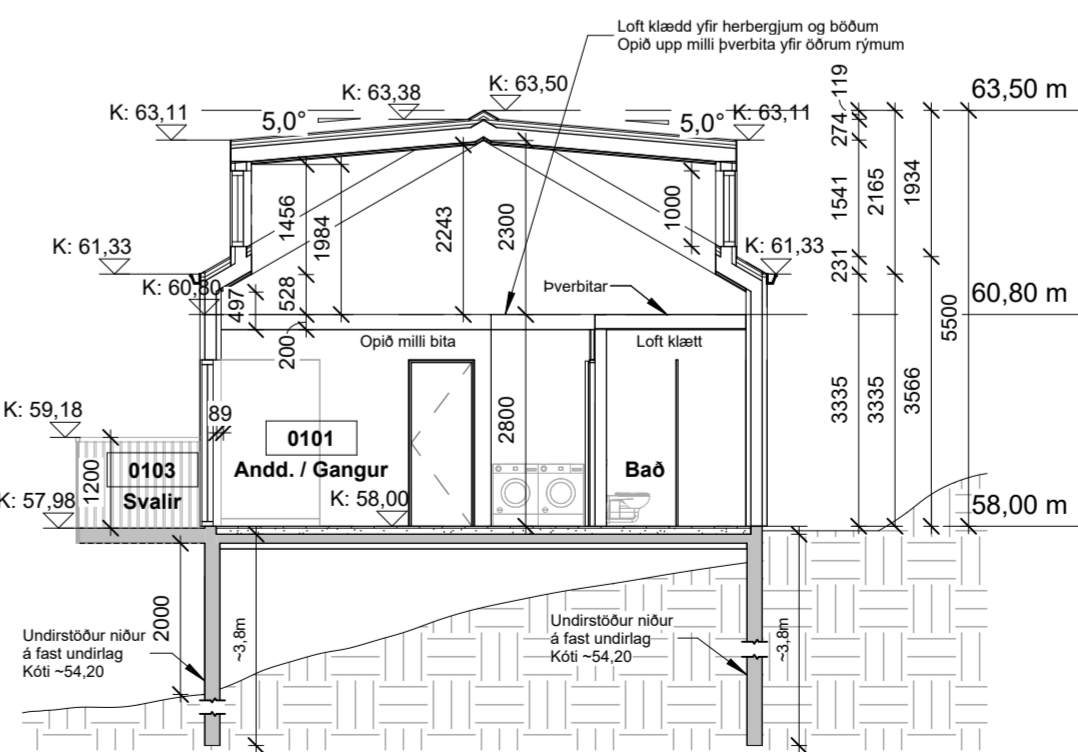 Loft klædd yfir herbergjum og böðum
Opið upp milli þverbita yfir öðrum rýmum
K: 63,50
K: 63,38
K: 63,11
K: 63,11
5,0°
5,0°
63,50 m
119
274
1541
2165
1934
231
5500
1456
1984
2243
2300
1000
K: 61,33
K: 61,33
K: 60,80
60,80 m
497
528
200
Þverbitar
Opið milli bita
Loft klætt
3335
3335
3566
K: 59,18
89
2800
0101
Andd. / Gangur
Bað
1200
0103
Svalir
K: 57,98
K: 58,00
58,00 m
2000
~3,8m
~3,8m
Undirstöður niður
á fast undirlag
Kóti ~54,20
Undirstöður niður
á fast undirlag
Kóti ~54,20